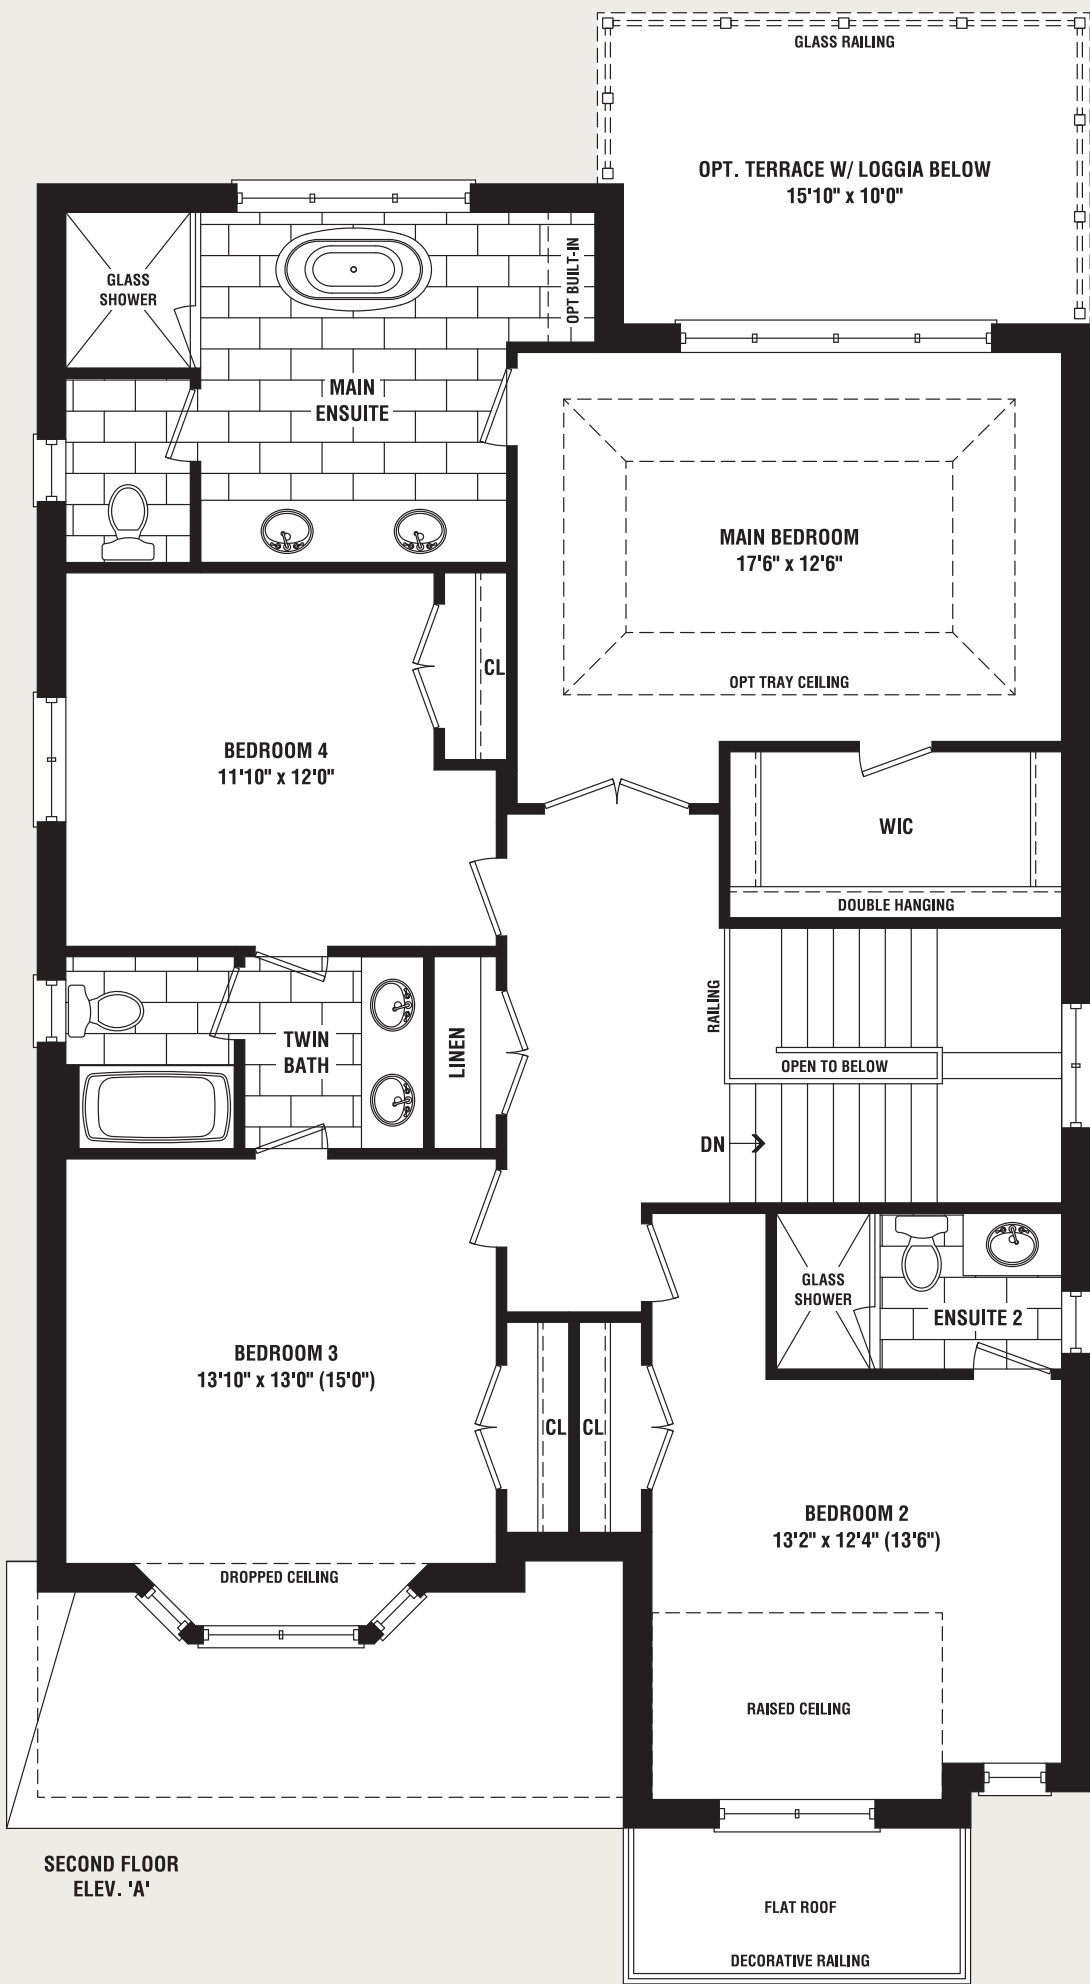 GLASS RAILING
OPT. TERRACE W/ LOGGIA BELOW
15'10" x 10'0"
GLASS
SHOWER
OPT BUILT-IN
MAIN
ENSUITE
MAIN BEDROOM
17'6" x 12'6"
OPT TRAY CEILING
CL
BEDROOM 4
11'10" x 12'0"
WIC
DOUBLE HANGING
RAILING
OPEN TO BELOW
TWIN
BATH
LINEN
DN
GLASS
SHOWER
ENSUITE 2
BEDROOM 3
13'10" x 13'0" (15'0")
CL
CL
BEDROOM 2
13'2" x 12'4" (13'6")
DROPPED CEILING
RAISED CEILING
SECOND FLOOR
ELEV. 'A'
FLAT ROOF
DECORATIVE RAILING